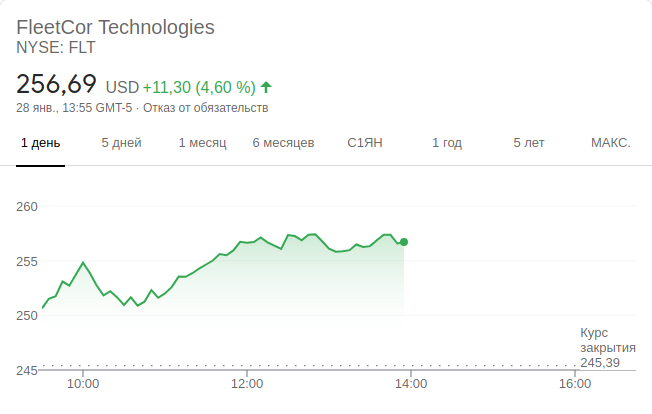 FleetCor Technologies
NYSE: FLT
256,69 USD +11,30 (4,60 %)
28 янв., 13:55 GMT-5 · Отказ от обязательств
1 день 5 дней 1 месяц 6 месяцев С1ЯН 1 год 5 лет МАКС.
260
255
250
Курс
закрытия
245,39
245
10:00 12:00 14:00 16:00